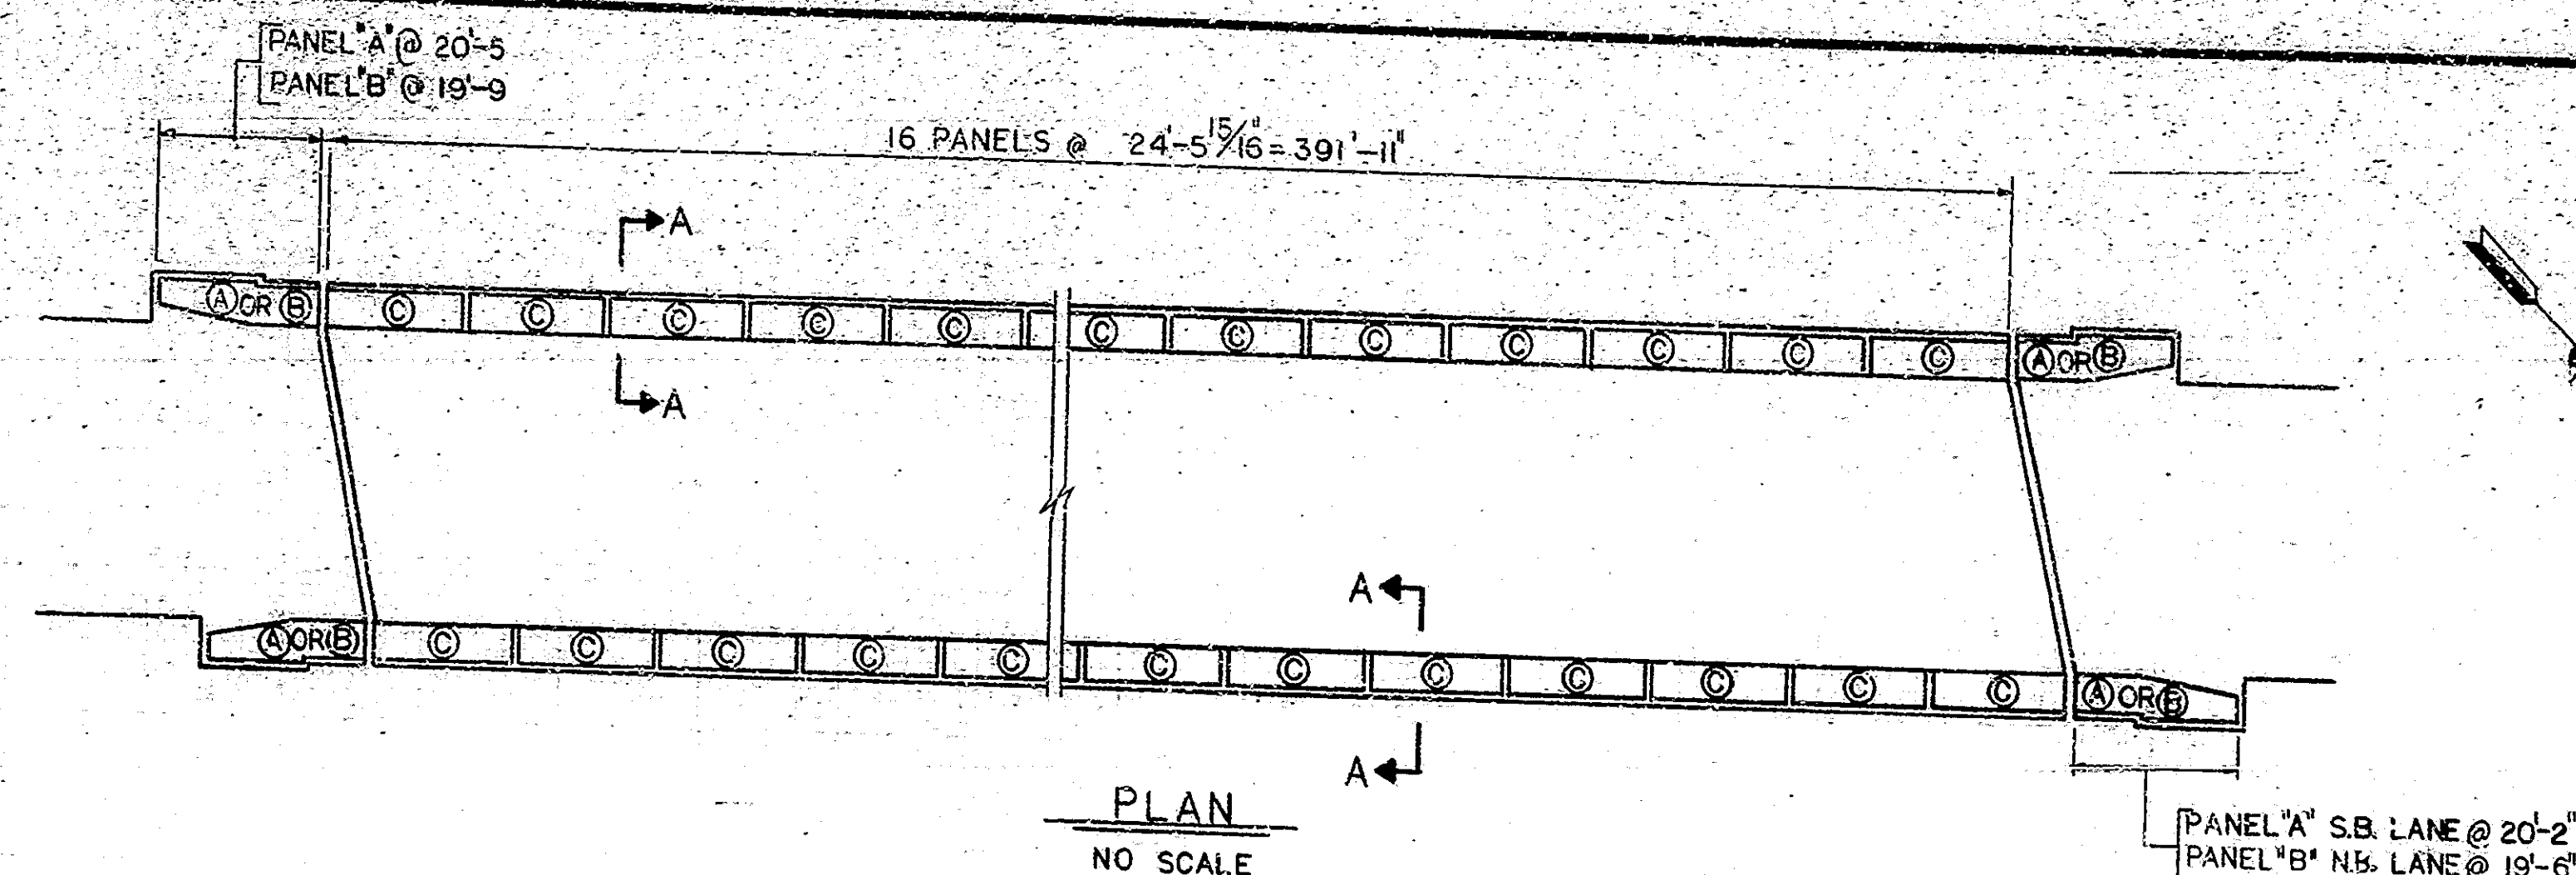 PANEL "A" @ 20'-5
PANEL "B" @ 19'-9
16 PANELS @ 24'-5 15/16" = 391'-11"
A
A
A OR B C C C C C C C C C C C C A OR B
A
A OR B C C C C C C C C C C C C A OR B
A
PLAN
NO SCALE
PANEL "A" S.B. LANE @ 20'-2"
PANEL "B" N.B. LANE @ 19'-6"